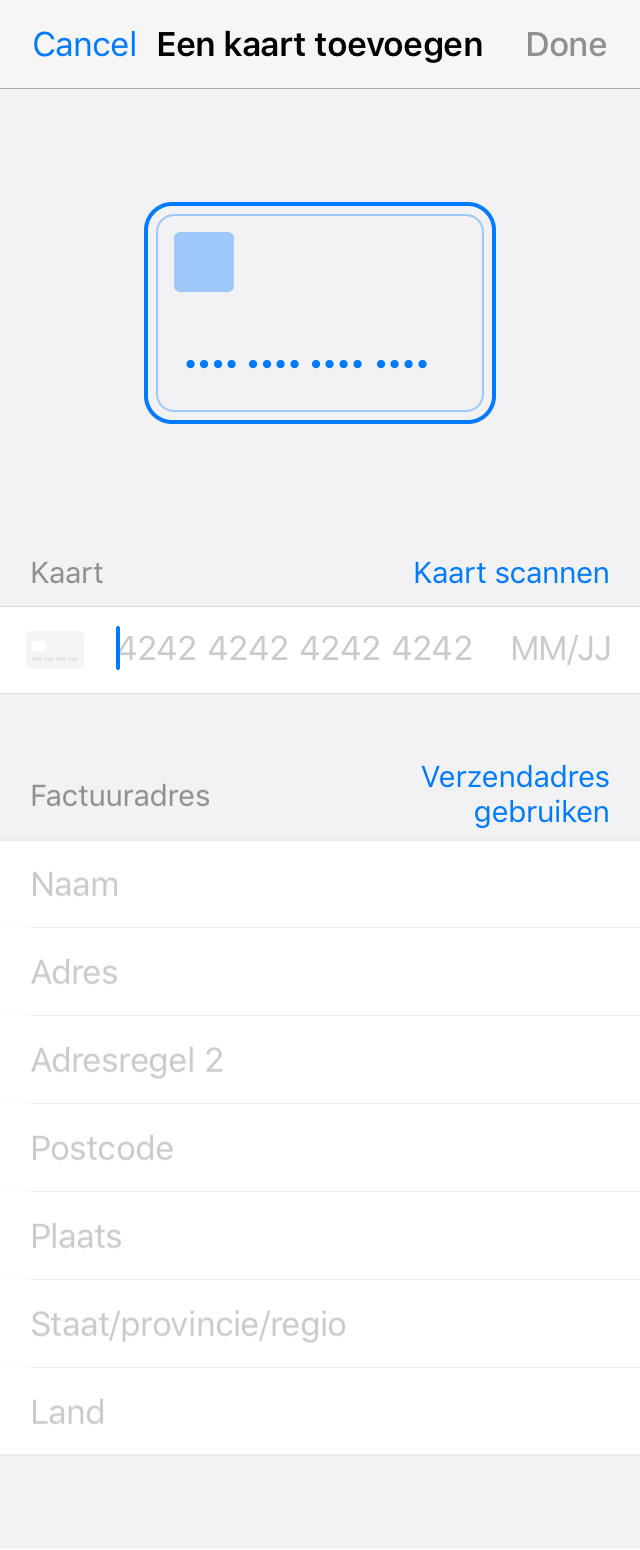 Cancel Een kaart toevoegen Done
Kaart Kaart scannen
4242 4242 4242 4242 MM/JJ
Factuuradres Verzendadres
gebruiken
Naam
Adres
Adresregel 2
Postcode
Plaats
Staat/provincie/regio
Land